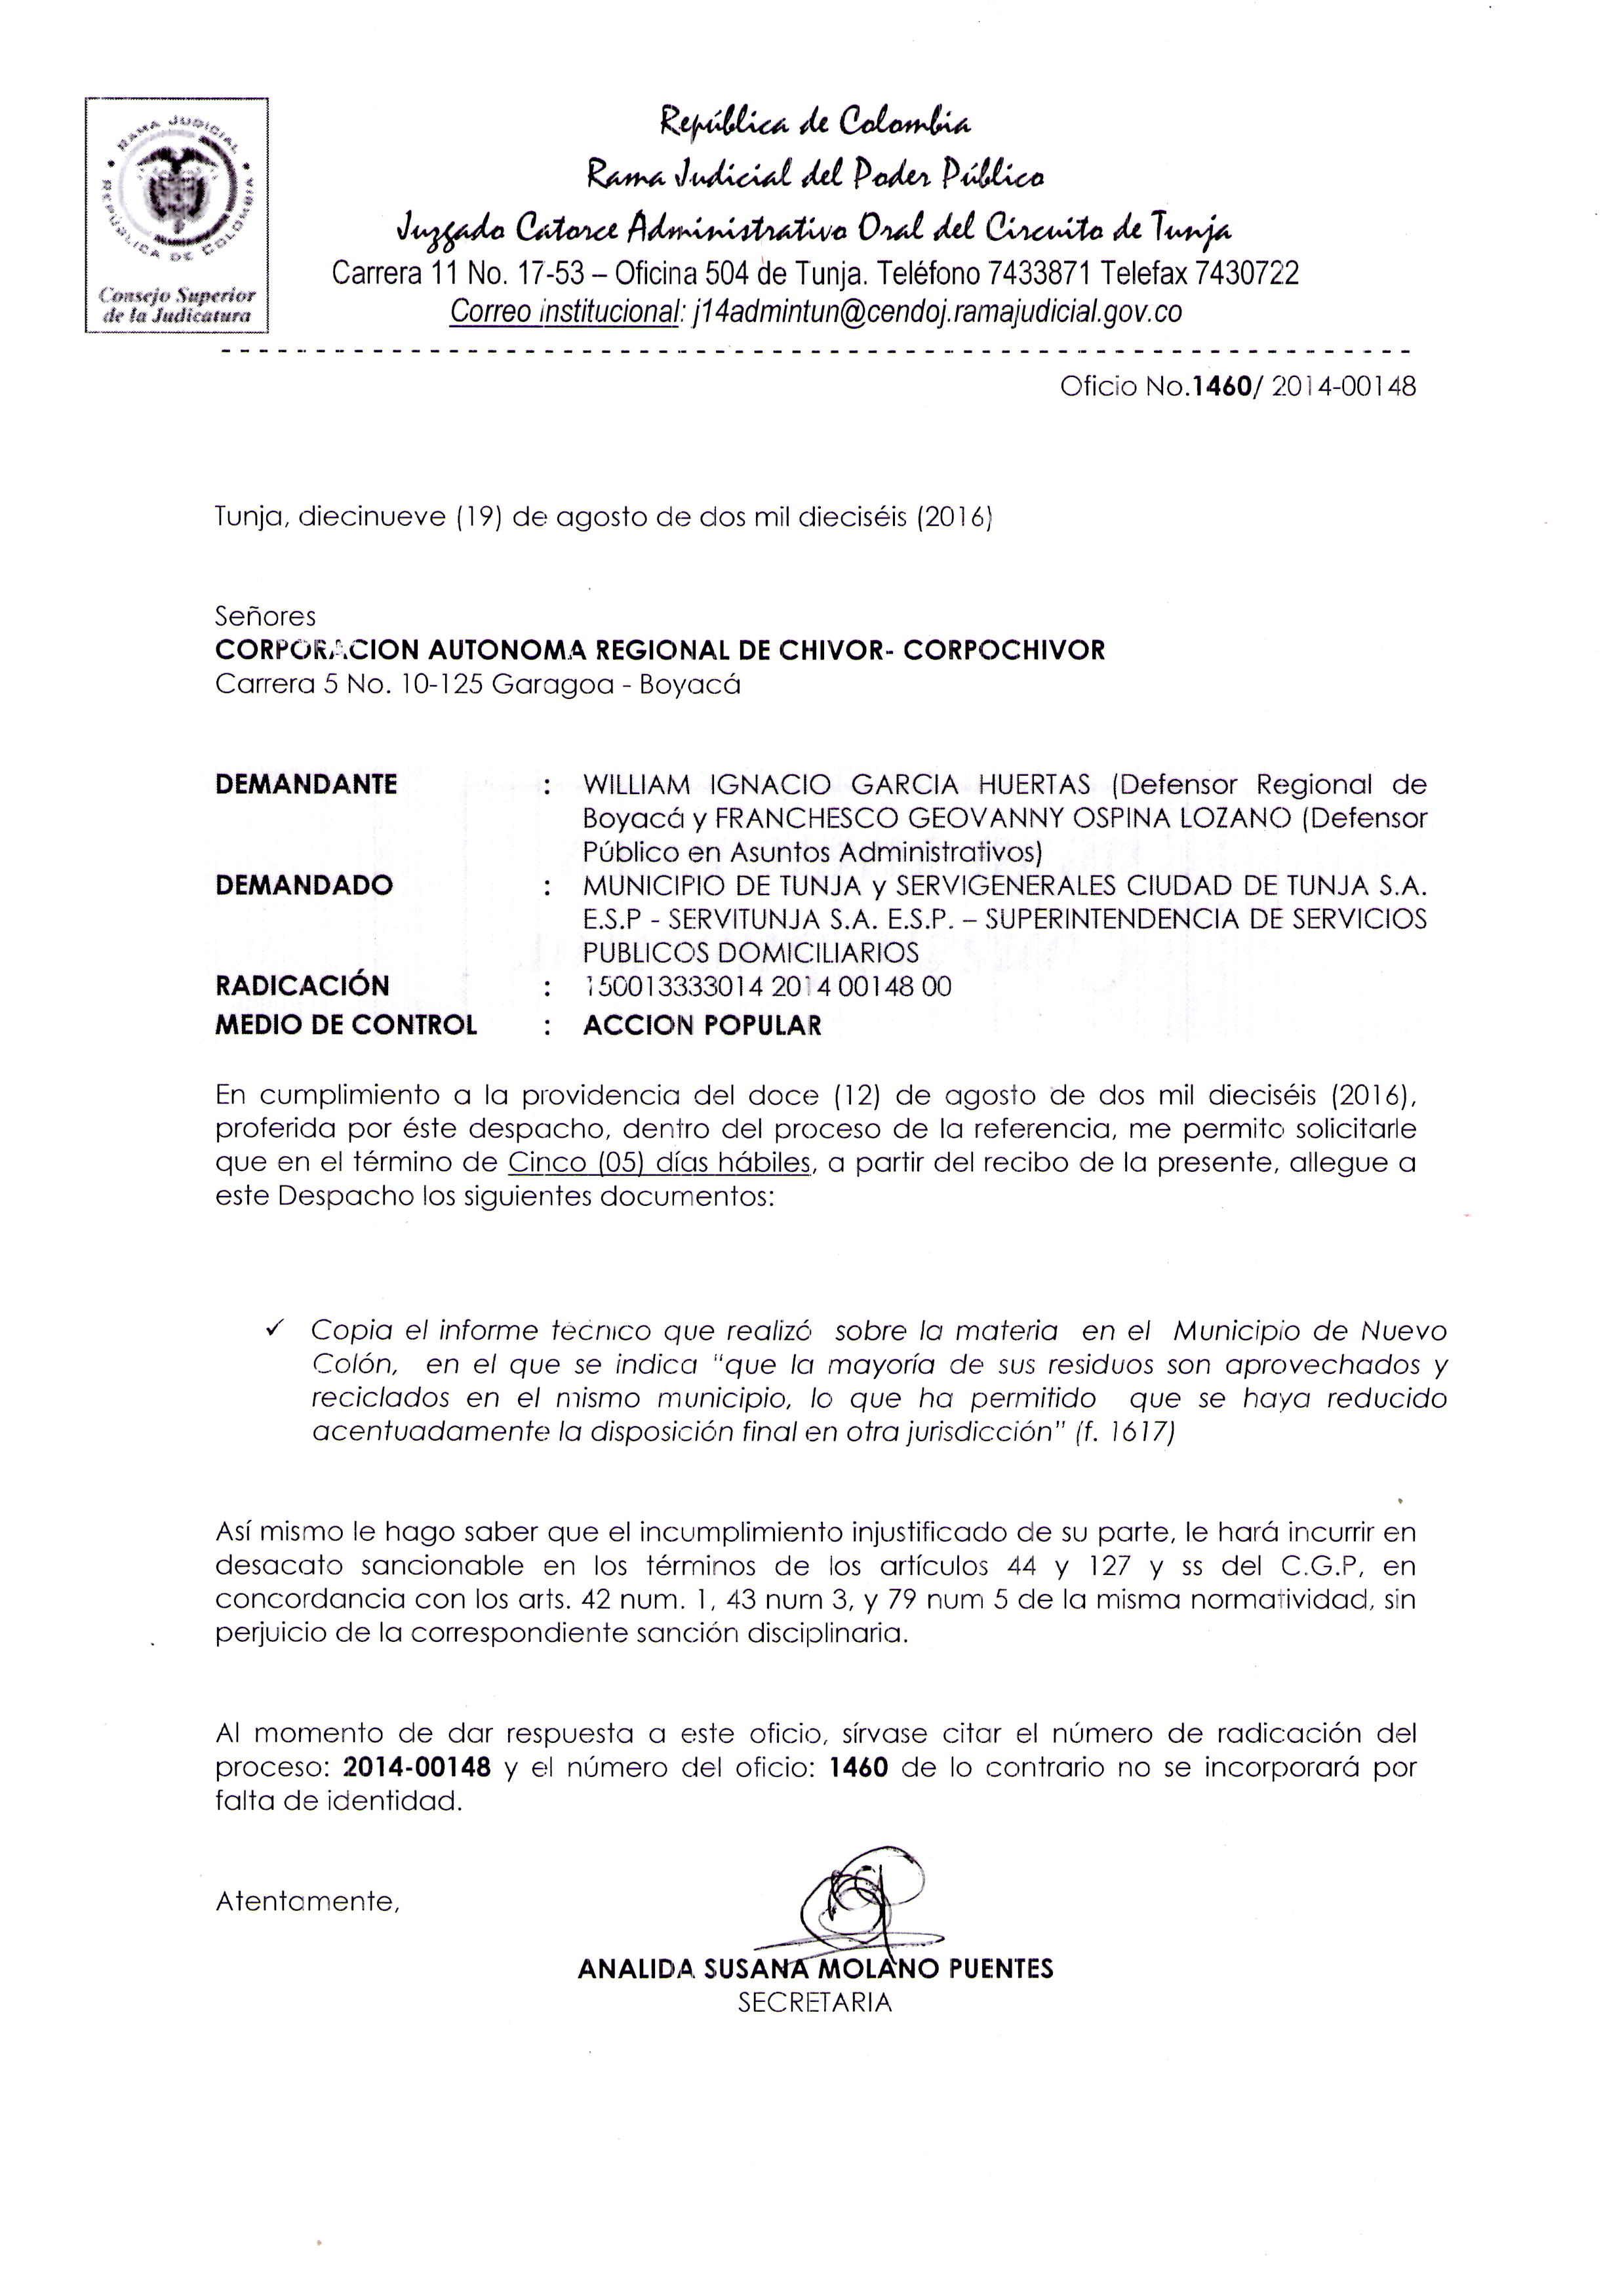 RAMA JUDICIAL
REPÚBLICA DE COLOMBIA
Consejo Superior
de la Judicatura
República de Colombia
Rama Judicial del Poder Público
Juzgado Catorce Administrativo Oral del Circuito de Tunja
Carrera 11 No. 17-53 – Oficina 504 de Tunja. Teléfono 7433871 Telefax 7430722
Correo institucional: j14admintun@cendoj.ramajudicial.gov.co
Oficio No.1460/ 2014-00148
Tunja, diecinueve (19) de agosto de dos mil dieciséis (2016)
Señores
CORPORACION AUTONOMA REGIONAL DE CHIVOR- CORPOCHIVOR
Carrera 5 No. 10-125 Garagoa - Boyacá
DEMANDANTE : WILLIAM IGNACIO GARCIA HUERTAS (Defensor Regional de
Boyacá y FRANCHESCO GEOVANNY OSPINA LOZANO (Defensor
Público en Asuntos Administrativos)
DEMANDADO : MUNICIPIO DE TUNJA y SERVIGENERALES CIUDAD DE TUNJA S.A.
E.S.P - SERVITUNJA S.A. E.S.P. – SUPERINTENDENCIA DE SERVICIOS
PUBLICOS DOMICILIARIOS
RADICACIÓN : 150013333014 2014 00148 00
MEDIO DE CONTROL : ACCION POPULAR
En cumplimiento a la providencia del doce (12) de agosto de dos mil dieciséis (2016),
proferida por éste despacho, dentro del proceso de la referencia, me permito solicitarle
que en el término de Cinco (05) días hábiles, a partir del recibo de la presente, allegue a
este Despacho los siguientes documentos:
✓ Copia el informe técnico que realizó sobre la materia en el Municipio de Nuevo
Colón, en el que se indica "que la mayoría de sus residuos son aprovechados y
reciclados en el mismo municipio, lo que ha permitido que se haya reducido
acentuadamente la disposición final en otra jurisdicción" (f. 1617)
Así mismo le hago saber que el incumplimiento injustificado de su parte, le hará incurrir en
desacato sancionable en los términos de los artículos 44 y 127 y ss del C.G.P, en
concordancia con los arts. 42 num. 1, 43 num 3, y 79 num 5 de la misma normatividad, sin
perjuicio de la correspondiente sanción disciplinaria.
Al momento de dar respuesta a este oficio, sírvase citar el número de radicación del
proceso: 2014-00148 y el número del oficio: 1460 de lo contrario no se incorporará por
falta de identidad.
Atentamente,
ANALIDA SUSANA MOLANO PUENTES
SECRETARIA